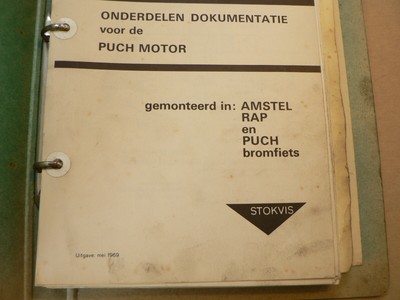 ONDERDELEN DOKUMENTATIE
voor de
PUCH MOTOR
gemonteerd in: AMSTEL
RAP
en
PUCH
bromfiets
STOKVIS
Uitgave: mei 1969